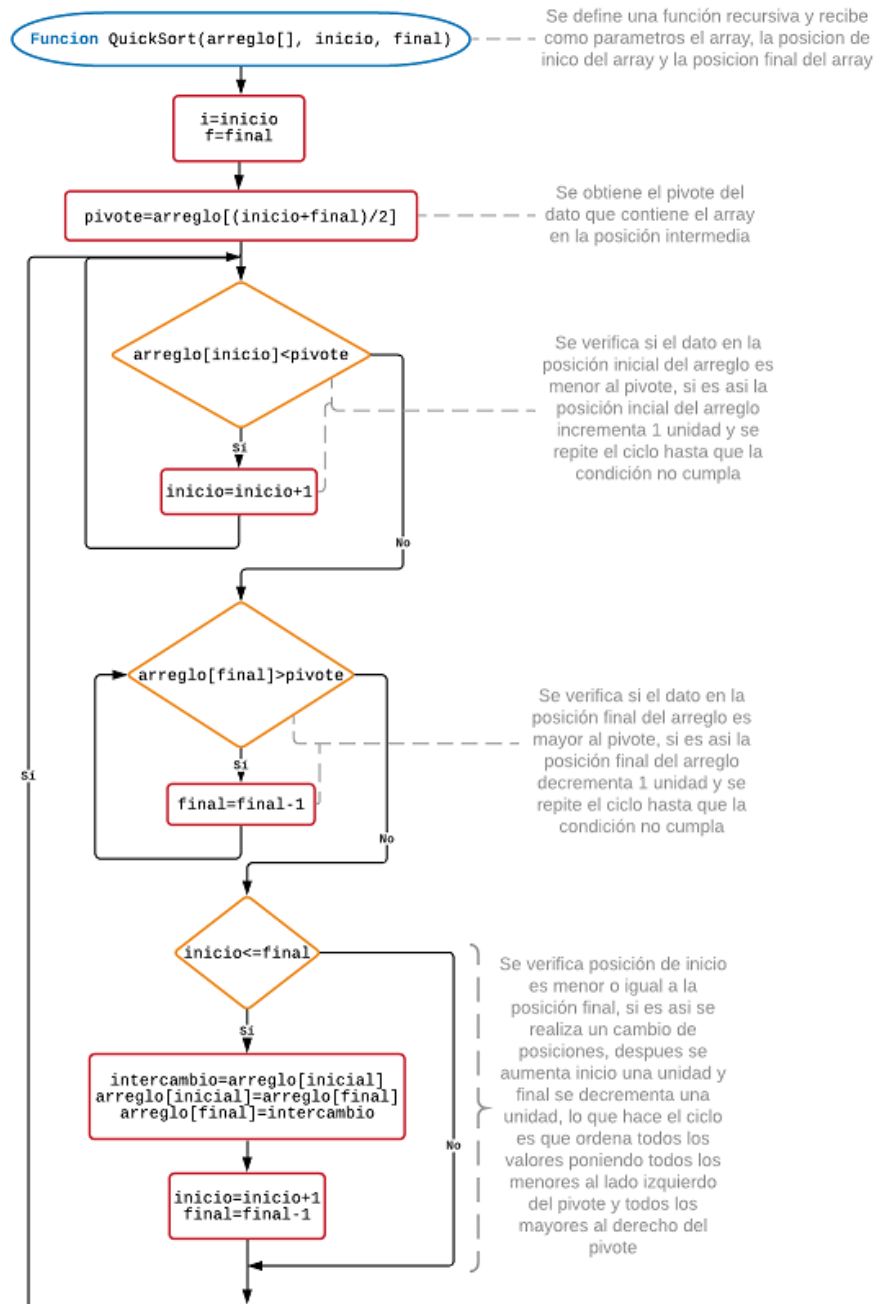 Funcion QuickSort(arreglo[], inicio, final)
Se define una función recursiva y recibe
como parametros el array, la posicion de
inico del array y la posicion final del array
i=inicio
f=final
pivote=arreglo[(inicio+final)/2]
Se obtiene el pivote del
dato que contiene el array
en la posición intermedia
arreglo[inicio]<pivote
Se verifica si el dato en la
posición inicial del arreglo es
menor al pivote, si es asi la
posición incial del arreglo
incrementa 1 unidad y se
repite el ciclo hasta que la
condición no cumpla
Sí
inicio=inicio+1
No
arreglo[final]>pivote
Se verifica si el dato en la
posición final del arreglo es
mayor al pivote, si es asi la
posición final del arreglo
decrementa 1 unidad y se
repite el ciclo hasta que la
condición no cumpla
Sí
Sí
final=final-1
No
inicio<=final
Se verifica posición de inicio
es menor o igual a la
posición final, si es asi se
realiza un cambio de
posiciones, despues se
aumenta inicio una unidad y
final se decrementa una
unidad, lo que hace el ciclo
es que ordena todos los
valores poniendo todos los
menores al lado izquierdo
del pivote y todos los
mayores al derecho del
pivote
Sí
intercambio=arreglo[inicial]
arreglo[inicial]=arreglo[final]
arreglo[final]=intercambio
No
inicio=inicio+1
final=final-1